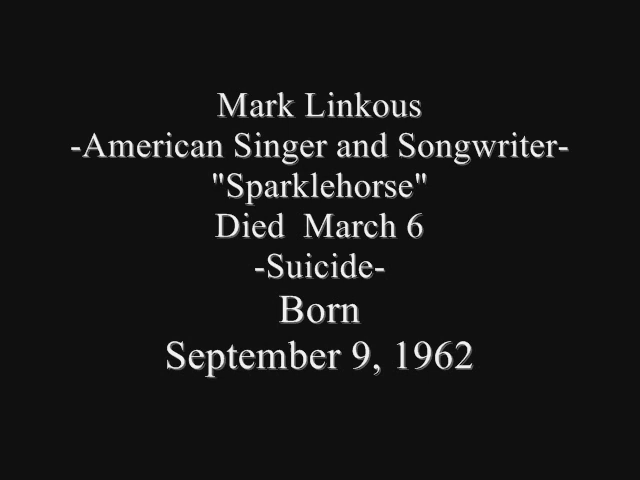 Mark Linkous
-American Singer and Songwriter-
"Sparklehorse"
Died  March 6
-Suicide-
Born
September 9, 1962